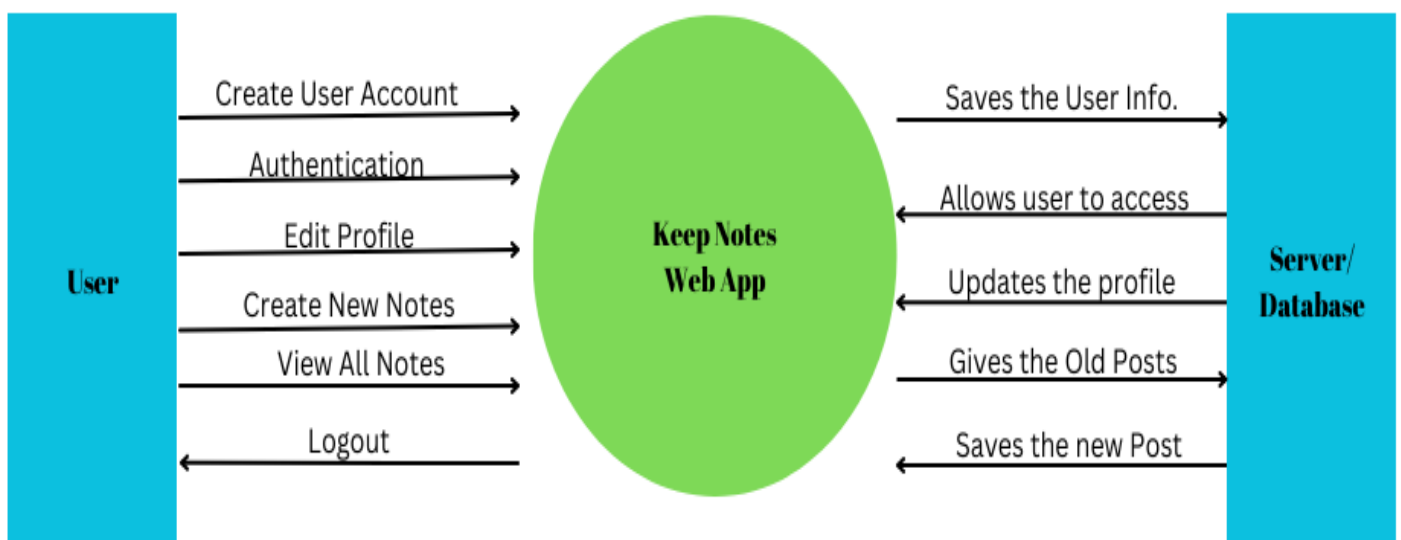 Create User Account
Authentication
Edit Profile
Create New Notes
View All Notes
Logout
User
Keep Notes
Web App
Saves the User Info.
Allows user to access
Updates the profile
Gives the Old Posts
Saves the new Post
Server/
Database